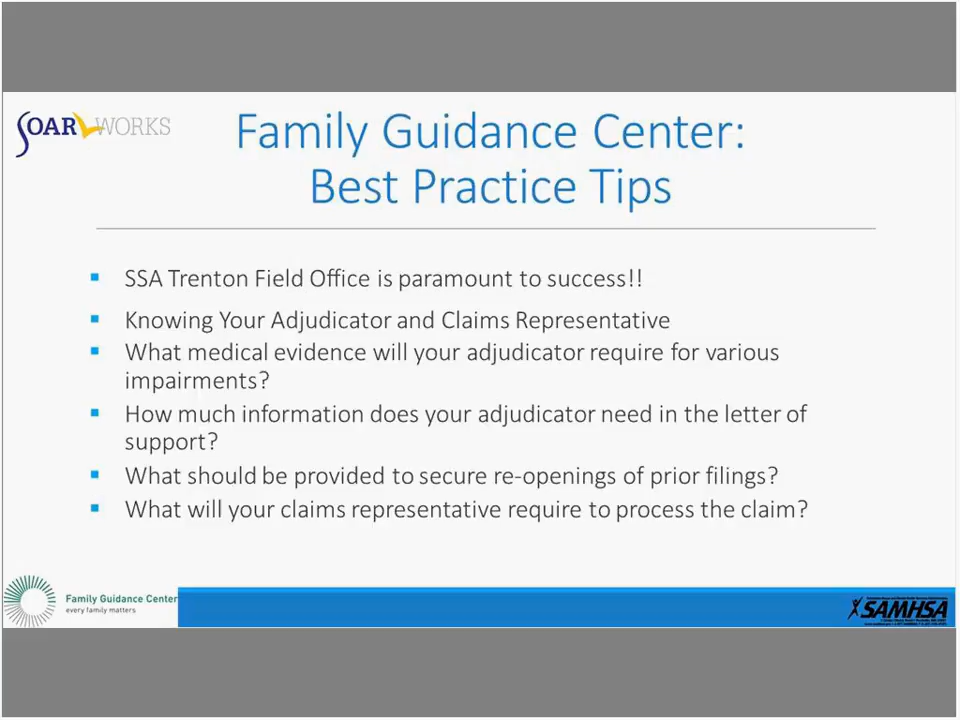 SOAR WORKS
Family Guidance Center:
Best Practice Tips
SSA Trenton Field Office is paramount to success!!
Knowing Your Adjudicator and Claims Representative
What medical evidence will your adjudicator require for various
impairments?
How much information does your adjudicator need in the letter of
support?
What should be provided to secure re-openings of prior filings?
What will your claims representative require to process the claim?
Family Guidance Center
every family matters
SAMHSA